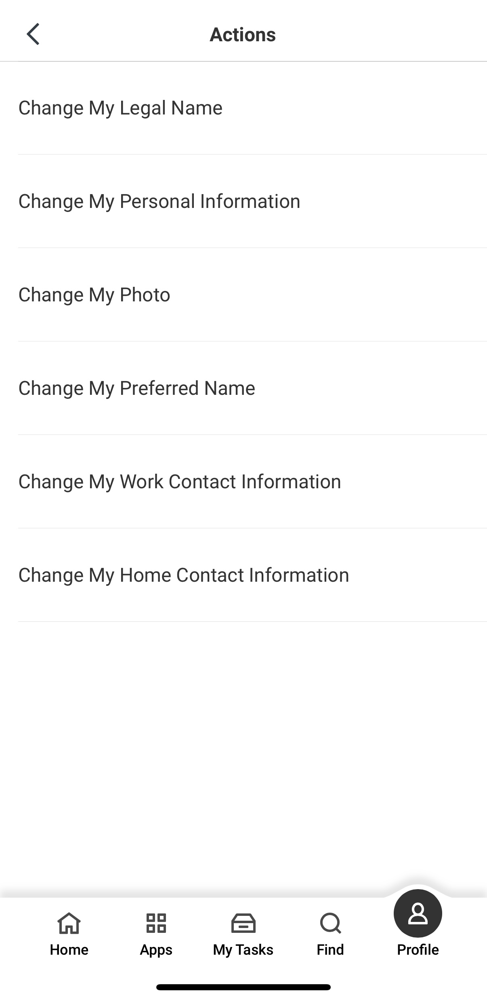 Actions
Change My Legal Name
Change My Personal Information
Change My Photo
Change My Preferred Name
Change My Work Contact Information
Change My Home Contact Information
Home
Apps
My Tasks
Find
Profile